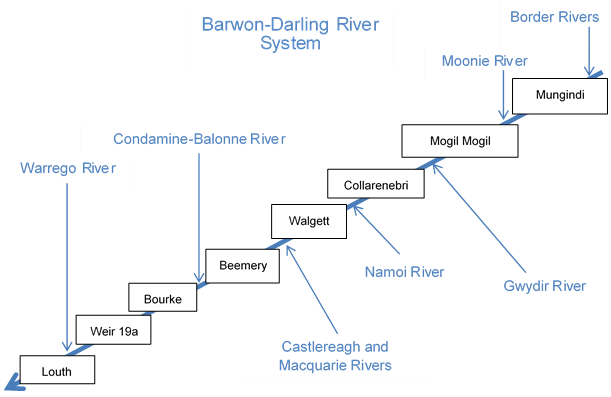 Barwon-Darling River
System
Border Rivers
Moonie River
Mungindi
Condamine-Balonne River
Mogil Mogil
Warrego River
Collarenebri
Walgett
Namoi River
Beemery
Gwydir River
Bourke
Weir 19a
Castlereagh and
Macquarie Rivers
Louth